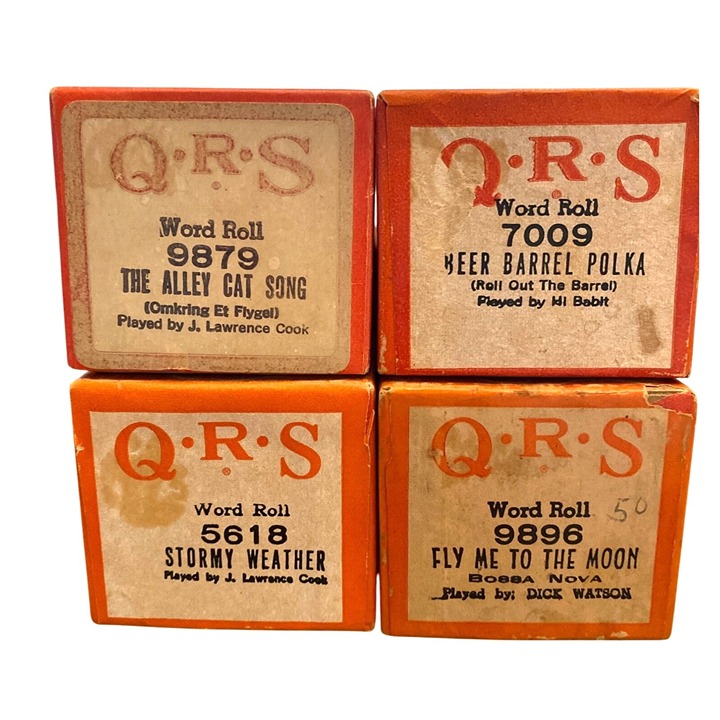 Q·R·S
Word Roll
9879
THE ALLEY CAT SONG
(Omkring Et Flygel)
Played by J. Lawrence Cook
Q·R·S
Word Roll
7009
BEER BARREL POLKA
(Roll Out The Barrel)
Played by Hi Babit
Q·R·S
®
Word Roll
5618
STORMY WEATHER
Played by J. Lawrence Cook
Q·R·S
®
Word Roll
50
9896
FLY ME TO THE MOON
BOSSA NOVA
Played by; DICK WATSON